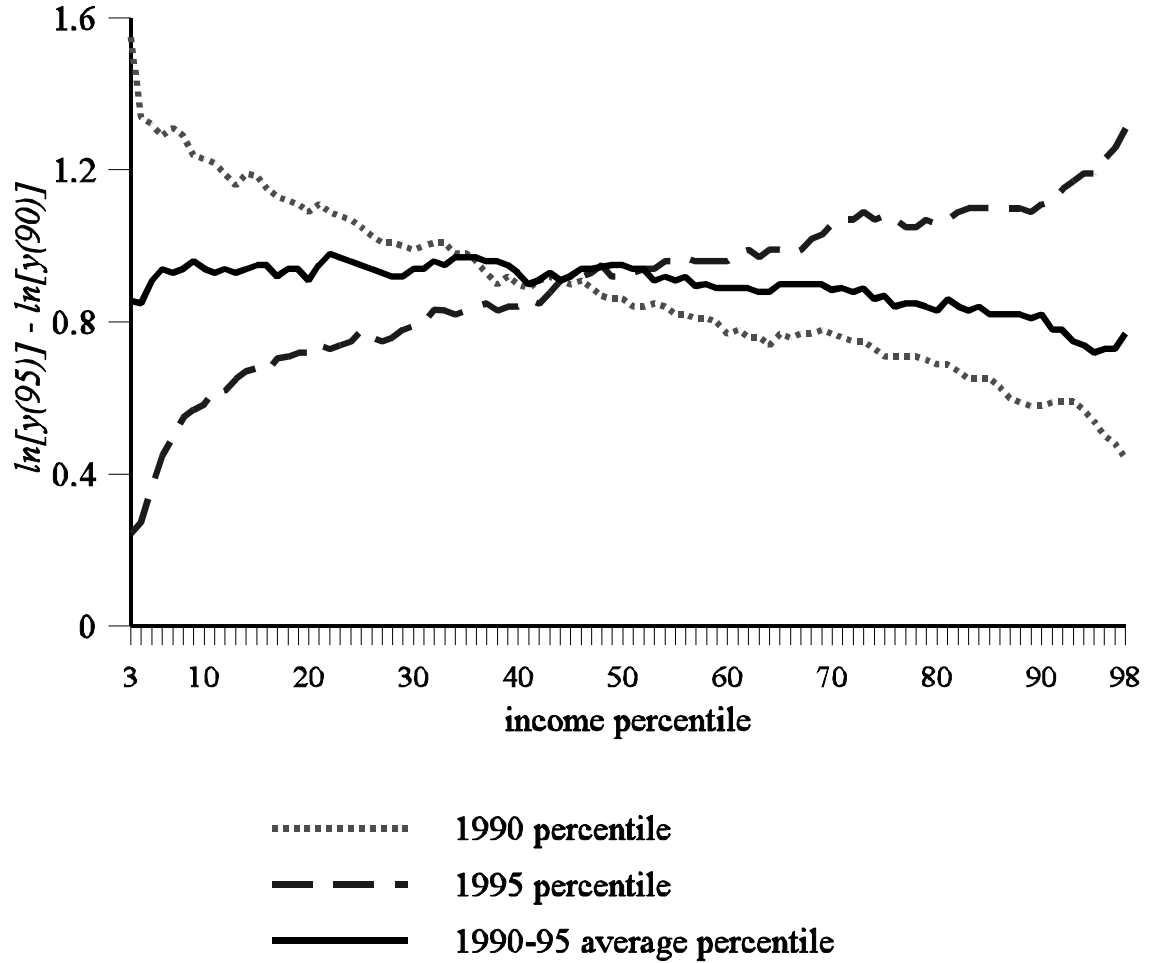 1.6
1.2
0.8
0.4
0
ln[y(95)] - ln[y(90)]
3 10 20 30 40 50 60 70 80 90 98
income percentile
1990 percentile
1995 percentile
1990-95 average percentile